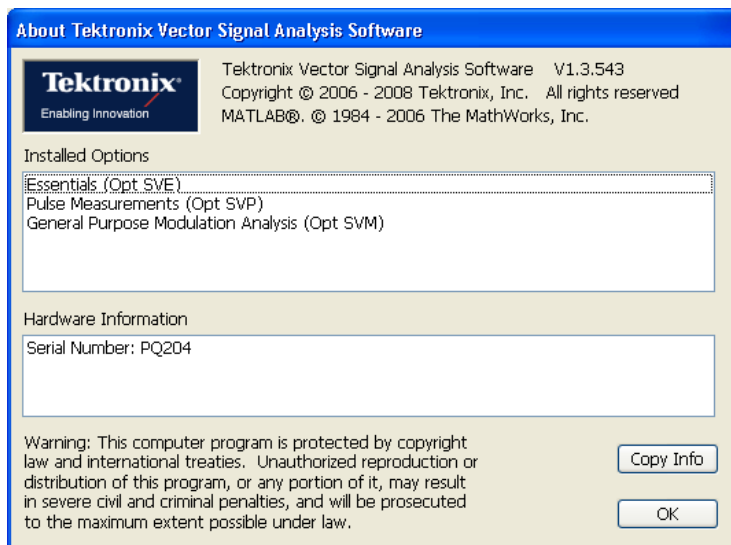 About Tektronix Vector Signal Analysis Software
Tektronix
Enabling Innovation
Tektronix Vector Signal Analysis Software V1.3.543
Copyright © 2006 - 2008 Tektronix, Inc. All rights reserved
MATLAB®. © 1984 - 2006 The MathWorks, Inc.
Installed Options
Essentials (Opt SVE)
Pulse Measurements (Opt SVP)
General Purpose Modulation Analysis (Opt SVM)
Hardware Information
Serial Number: PQ204
Warning: This computer program is protected by copyright
law and international treaties. Unauthorized reproduction or
distribution of this program, or any portion of it, may result
in severe civil and criminal penalties, and will be prosecuted
to the maximum extent possible under law.
Copy Info
OK